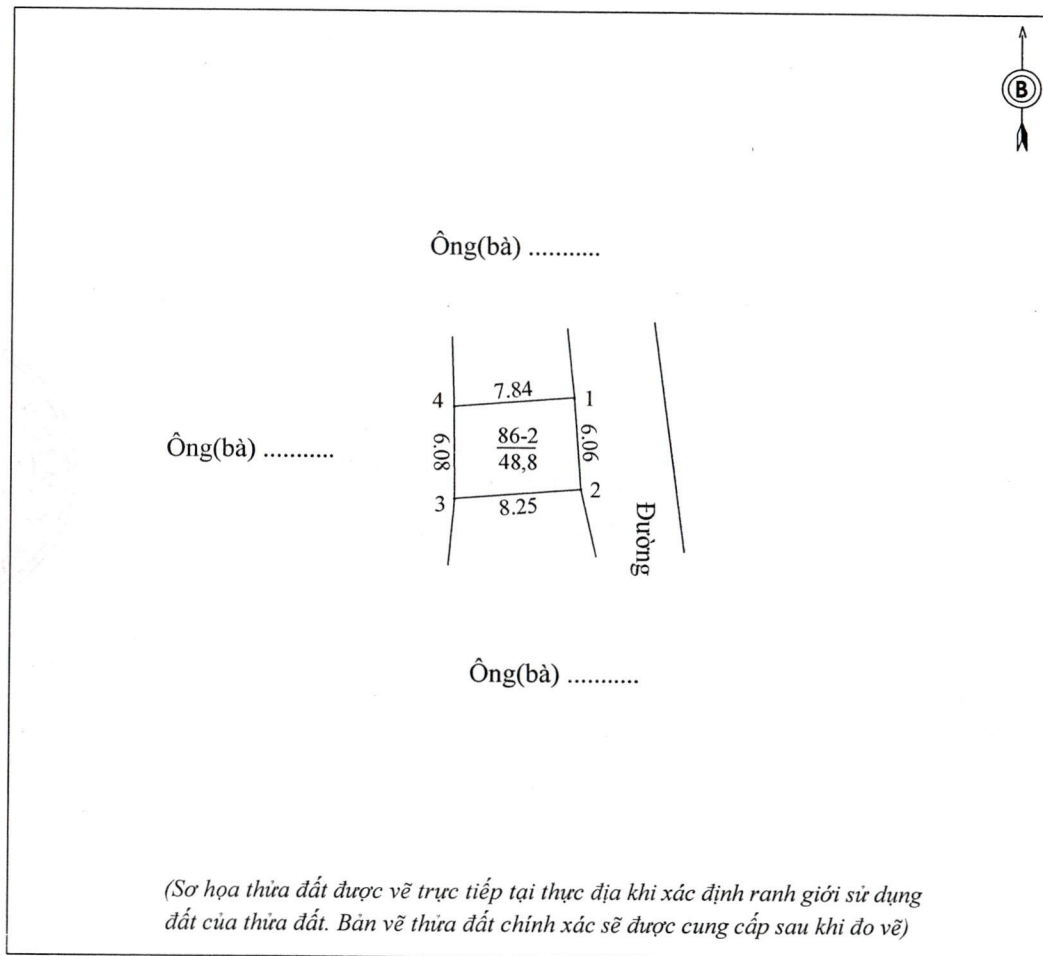 B
Ông(bà) ...........
7.84
4
1
Ông(bà) ...........
6.08
86-2
48,8
6.06
3
8.25
2
Đường
Ông(bà) ...........
(Sơ họa thửa đất được vẽ trực tiếp tại thực địa khi xác định ranh giới sử dụng
đất của thửa đất. Bản vẽ thửa đất chính xác sẽ được cung cấp sau khi đo vẽ)